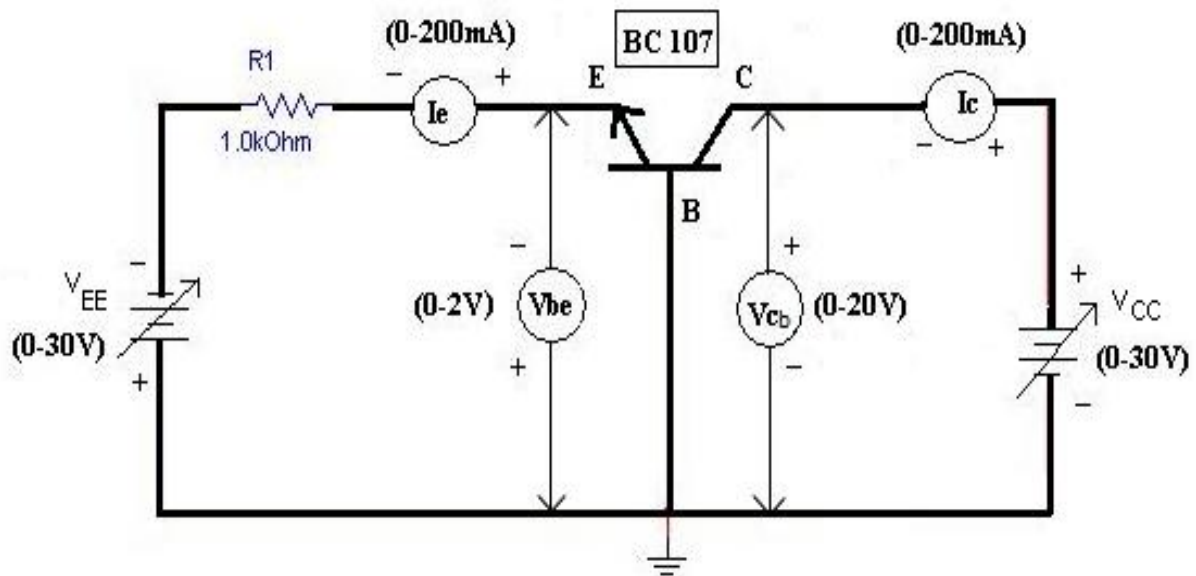 (0-200mA)
BC 107
(0-200mA)
R1
− +
E
C
Ie
Ic
1.0kOhm
− +
B
−
V EE
(0-30V)
+
−
(0-2V)
Vbe
+
+
Vcb
(0-20V)
−
+
V CC
(0-30V)
−